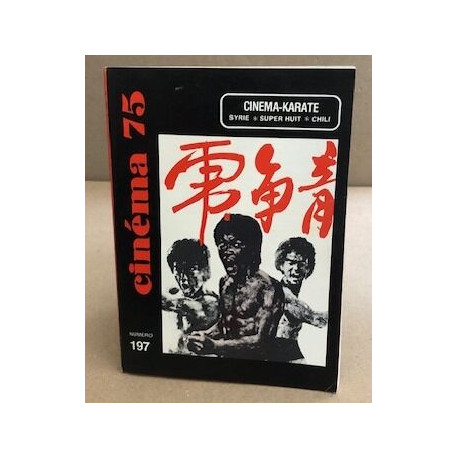 CINEMA-KARATE
SYRIE * SUPER HUIT * CHILI
cinéma 75
NUMERO
197